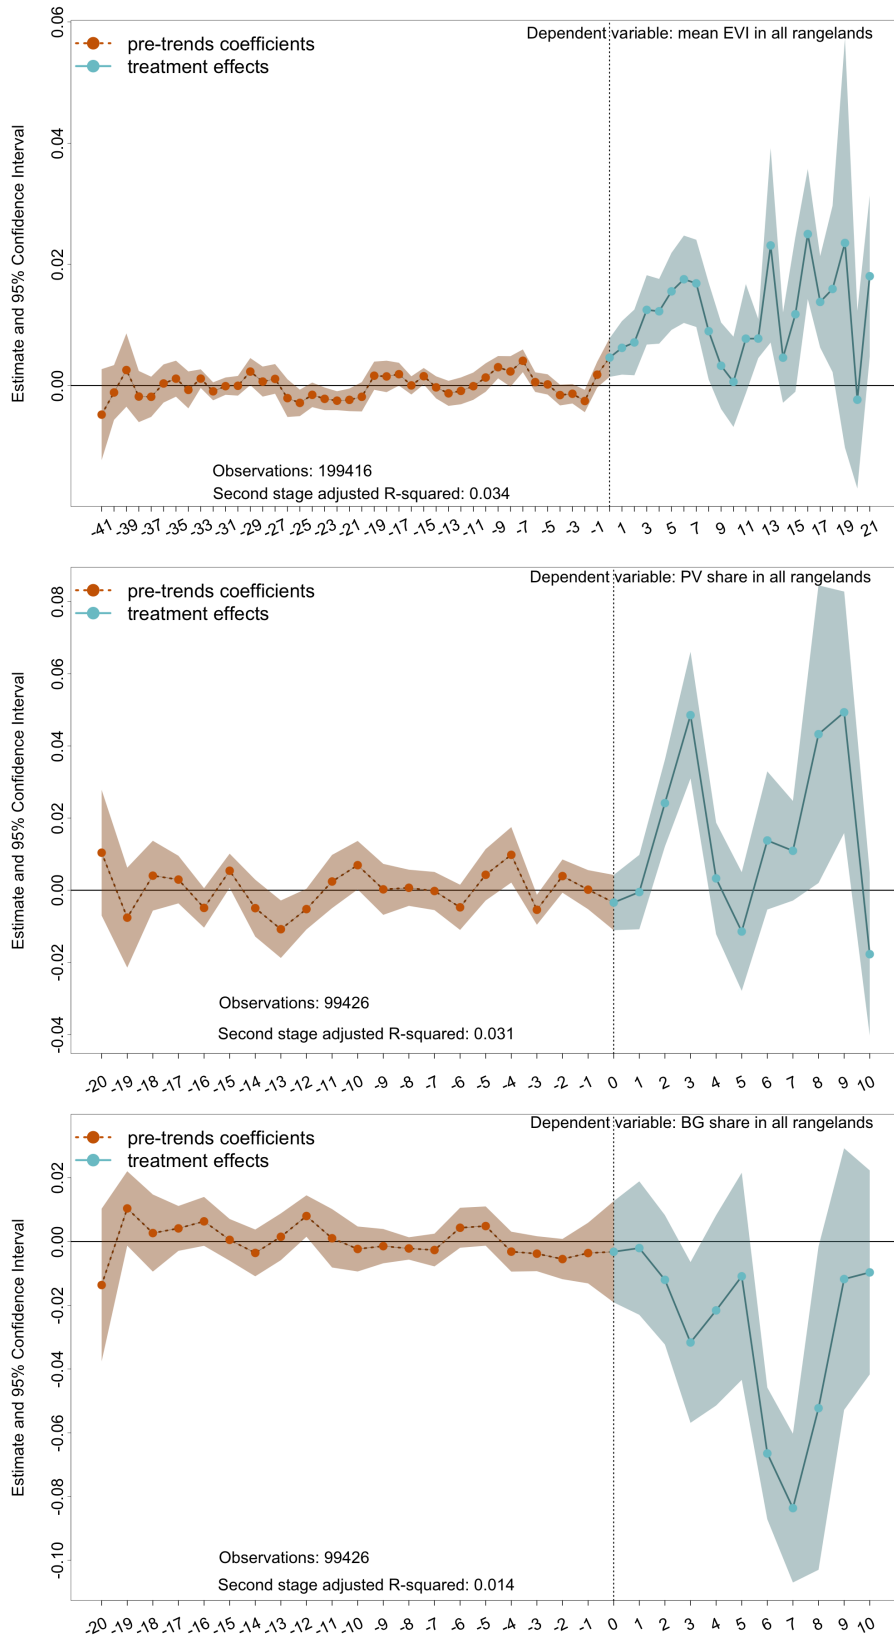 Dependent variable: mean EVI in all rangelands
pre-trends coefficients
treatment effects
Estimate and 95% Confidence Interval
0.06
0.04
0.02
0.00
Observations: 199416
Second stage adjusted R-squared: 0.034
-41 -39 -37 -35 -33 -31 -29 -27 -25 -23 -21 -19 -17 -15 -13 -11 -9 -7 -5 -3 -1 1 3 5 7 9 11 13 15 17 19 21
Dependent variable: PV share in all rangelands
pre-trends coefficients
treatment effects
Estimate and 95% Confidence Interval
0.08
0.06
0.04
0.02
0.00
-0.02
-0.04
Observations: 99426
Second stage adjusted R-squared: 0.031
-20 -19 -18 -17 -16 -15 -14 -13 -12 -11 -10 -9 -8 -7 -6 -5 -4 -3 -2 -1 0 1 2 3 4 5 6 7 8 9 10
Dependent variable: BG share in all rangelands
pre-trends coefficients
treatment effects
Estimate and 95% Confidence Interval
0.02
0.00
-0.02
-0.04
-0.06
-0.08
-0.10
Observations: 99426
Second stage adjusted R-squared: 0.014
-20 -19 -18 -17 -16 -15 -14 -13 -12 -11 -10 -9 -8 -7 -6 -5 -4 -3 -2 -1 0 1 2 3 4 5 6 7 8 9 10